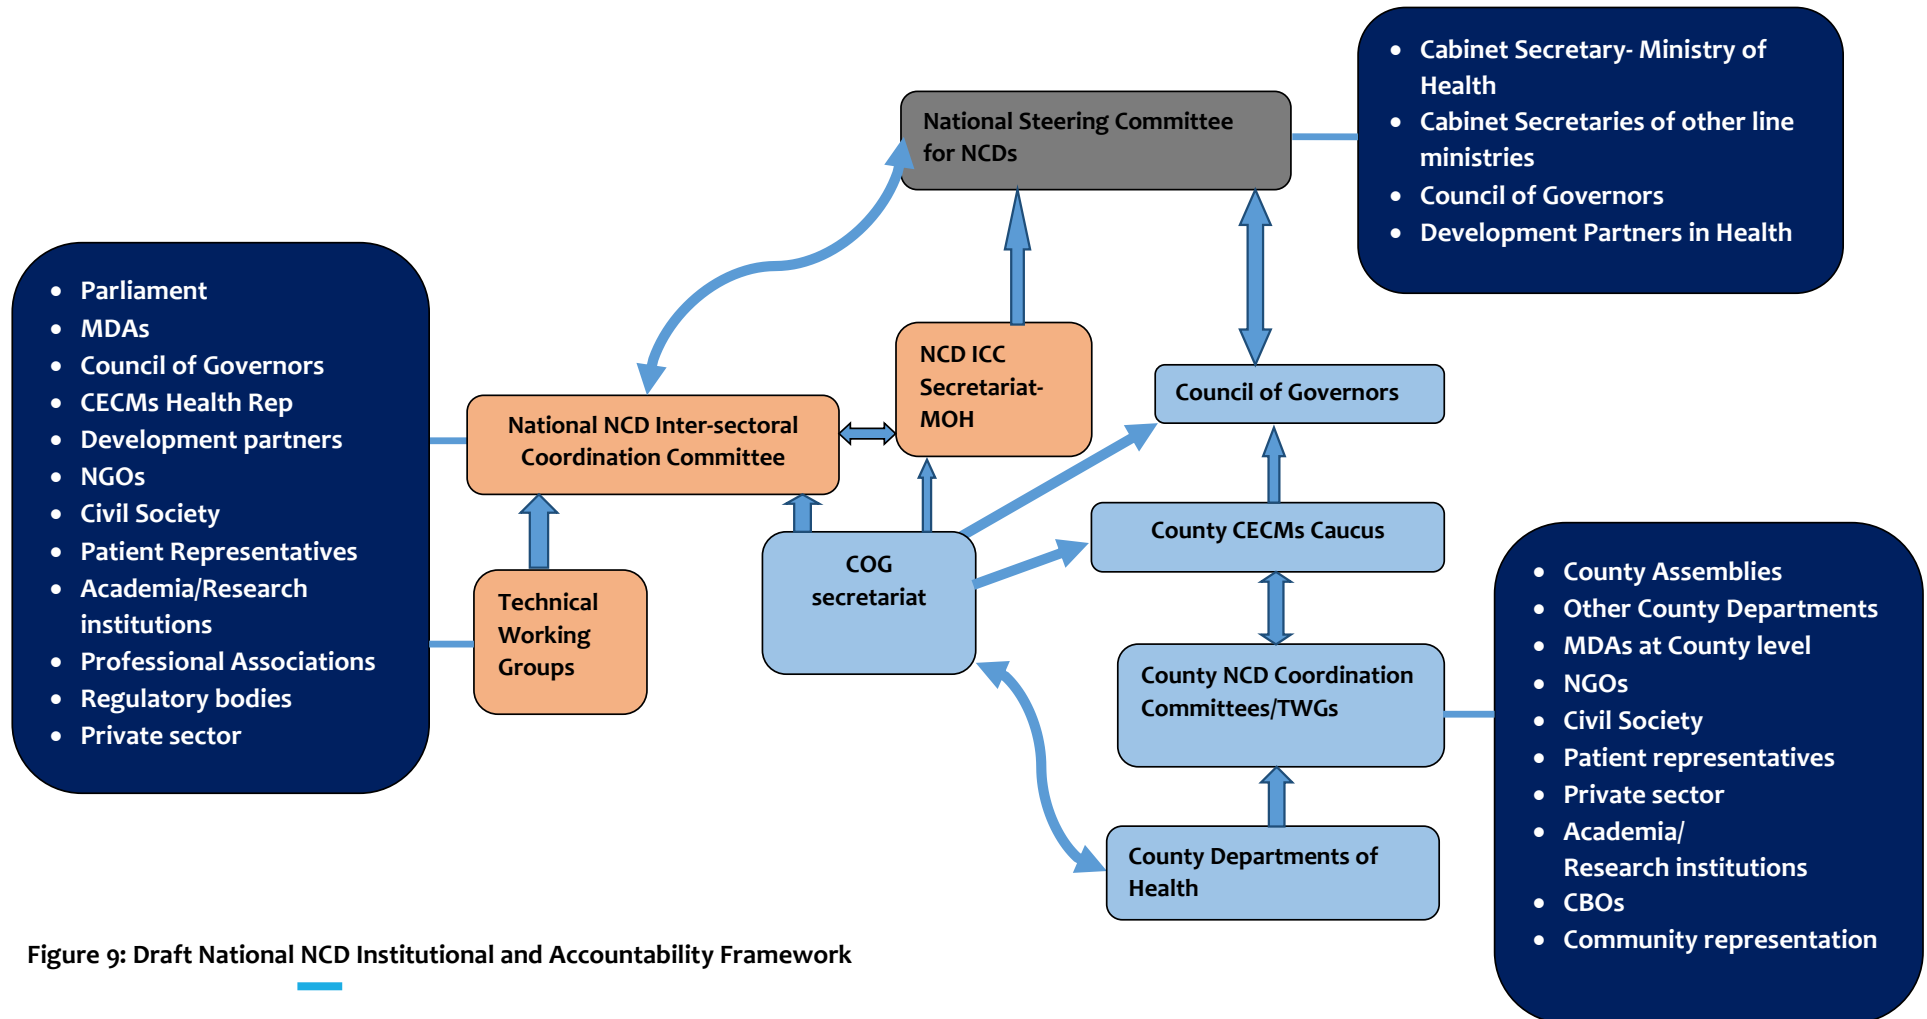 National Steering Committee
for NCDs
• Cabinet Secretary- Ministry of
Health
• Cabinet Secretaries of other line
ministries
• Council of Governors
• Development Partners in Health
• Parliament
• MDAs
• Council of Governors
• CECMs Health Rep
• Development partners
• NGOs
• Civil Society
• Patient Representatives
• Academia/Research
institutions
• Professional Associations
• Regulatory bodies
• Private sector
National NCD Inter-sectoral
Coordination Committee
NCD ICC
Secretariat-
MOH
Council of Governors
Technical
Working
Groups
COG
secretariat
County CECMs Caucus
County NCD Coordination
Committees/TWGs
County Departments of
Health
• County Assemblies
• Other County Departments
• MDAs at County level
• NGOs
• Civil Society
• Patient representatives
• Private sector
• Academia/
Research institutions
• CBOs
• Community representation
Figure 9: Draft National NCD Institutional and Accountability Framework